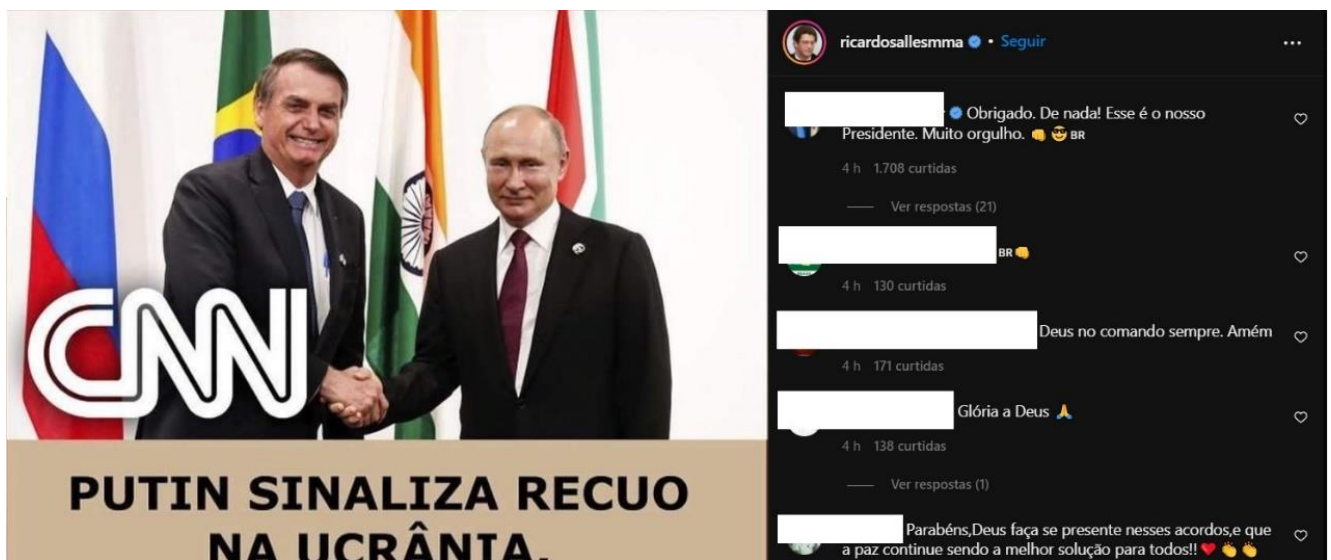 CNN
PUTIN SINALIZA RECUO
NA UCRÂNIA,
ricardosallesmma • Seguir
Obrigado. De nada! Esse é o nosso
Presidente. Muito orgulho. 👊😎 BR
4 h 1.708 curtidas
Ver respostas (21)
BR👊
4 h 130 curtidas
Deus no comando sempre. Amém
4 h 171 curtidas
Glória a Deus 🙏
4 h 138 curtidas
Ver respostas (1)
Parabéns,Deus faça se presente nesses acordos,e que
a paz continue sendo a melhor solução para todos!! ❤️👏👏